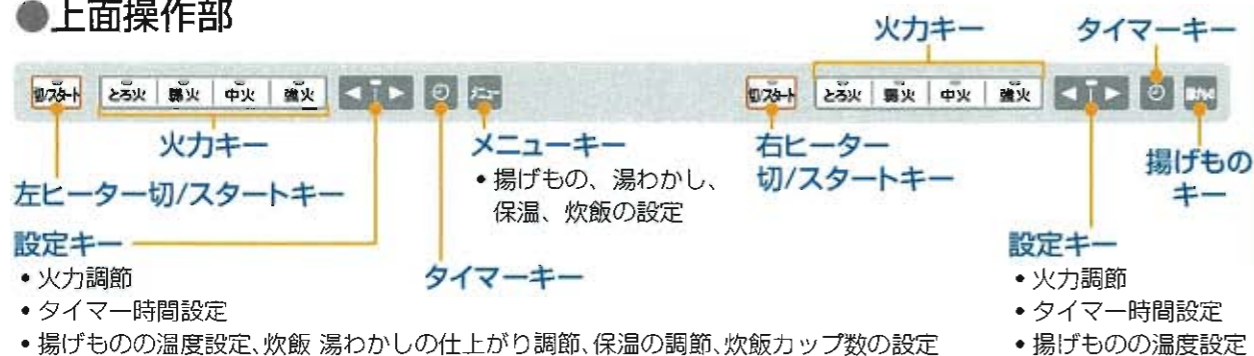 ●上面操作部
火力キー
タイマーキー
切/スタート とろ火 弱火 中火 強火 ◀ ▶ メニュー
切/スタート とろ火 弱火 中火 強火 ◀ ▶ 揚げもの
火力キー
左ヒーター切/スタートキー
メニューキー
•揚げもの、湯わかし、
保温、炊飯の設定
右ヒーター
切/スタートキー
揚げもの
キー
設定キー
•火力調節
•タイマー時間設定
•揚げものの温度設定、炊飯 湯わかしの仕上がり調節、保温の調節、炊飯カップ数の設定
タイマーキー
設定キー
•火力調節
•タイマー時間設定
•揚げものの温度設定